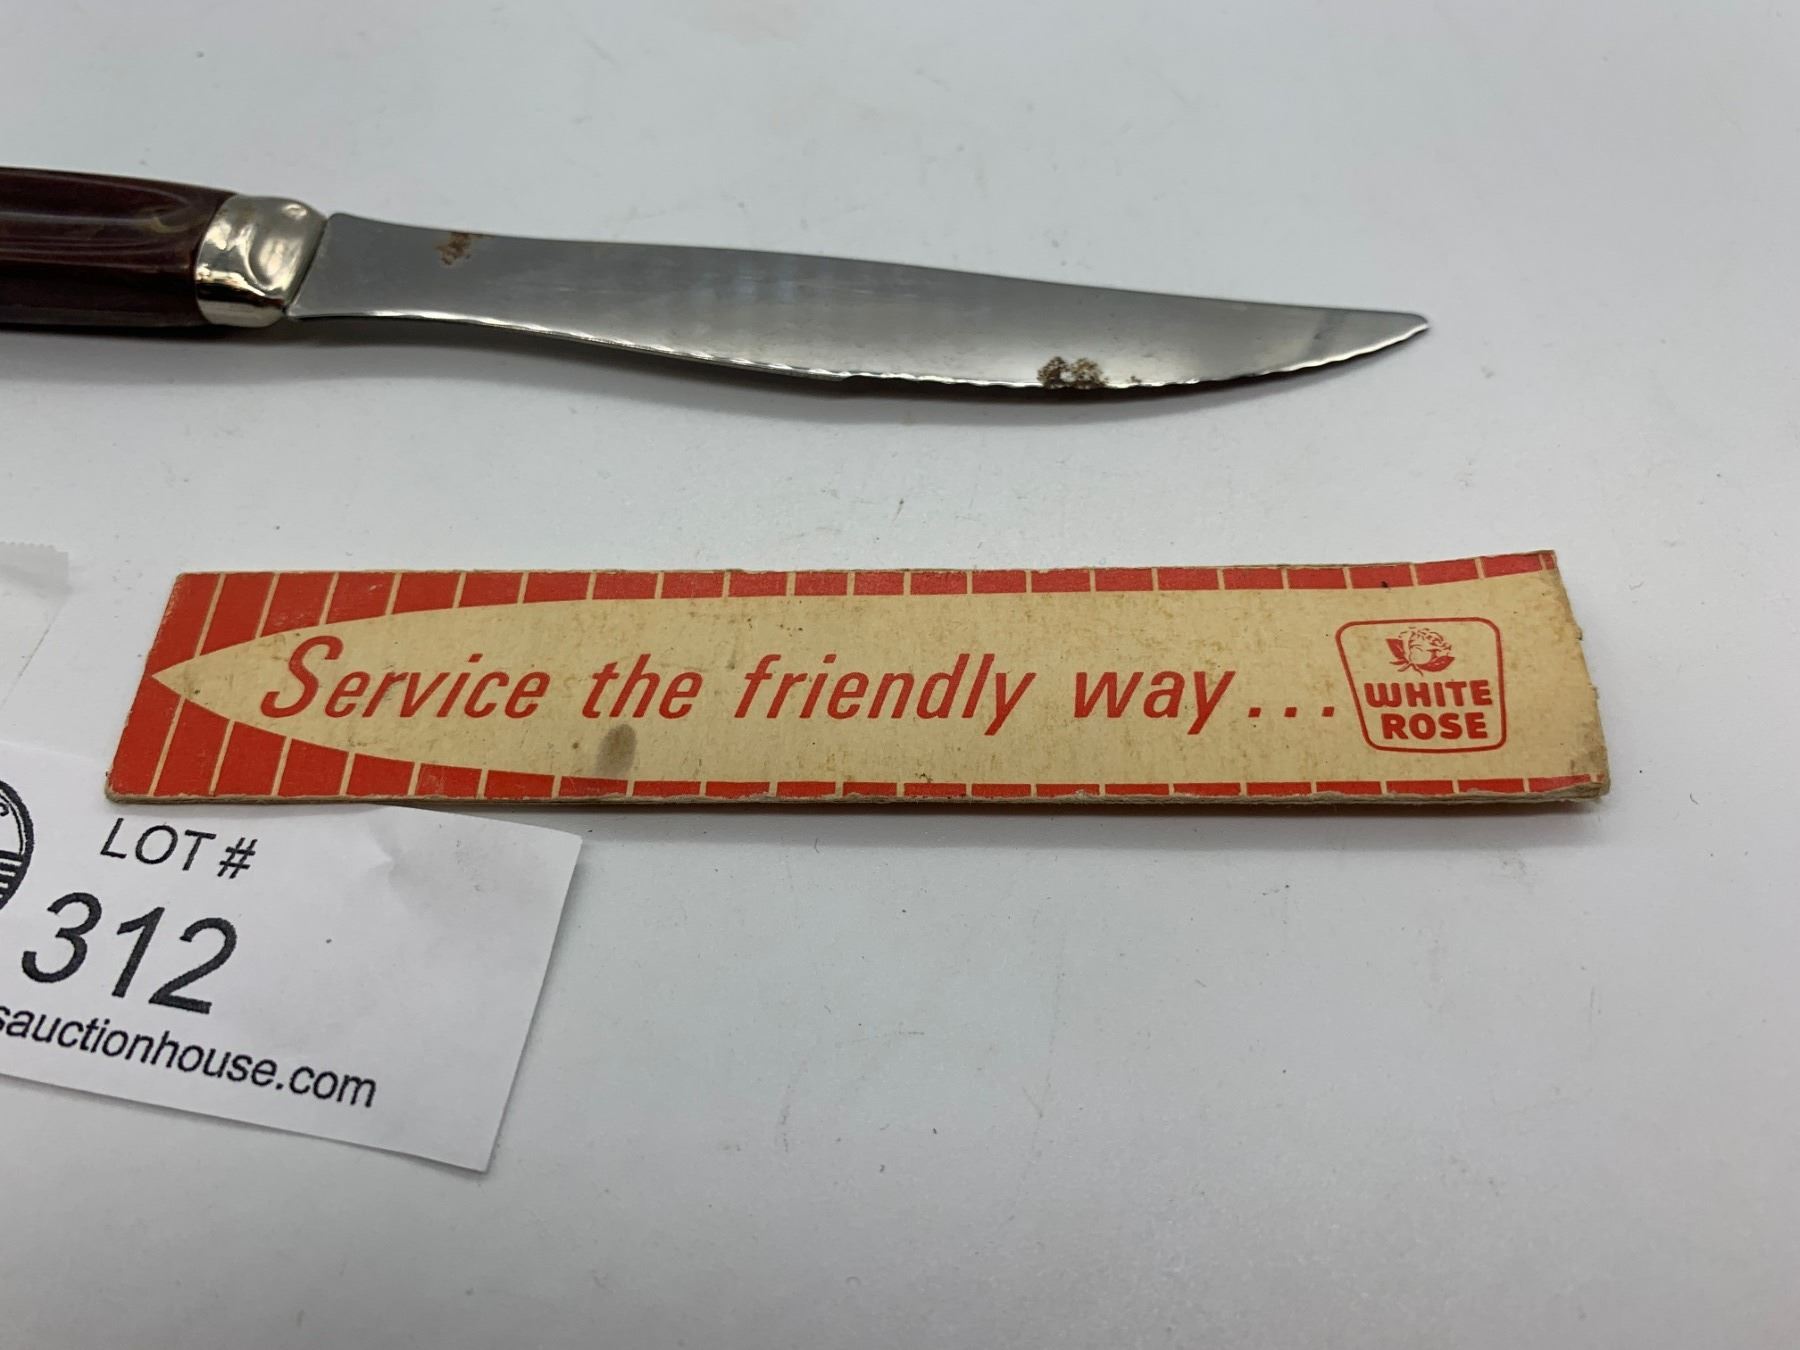 Service the friendly way...
WHITE
ROSE
LOT #
312
sauctionhouse.com